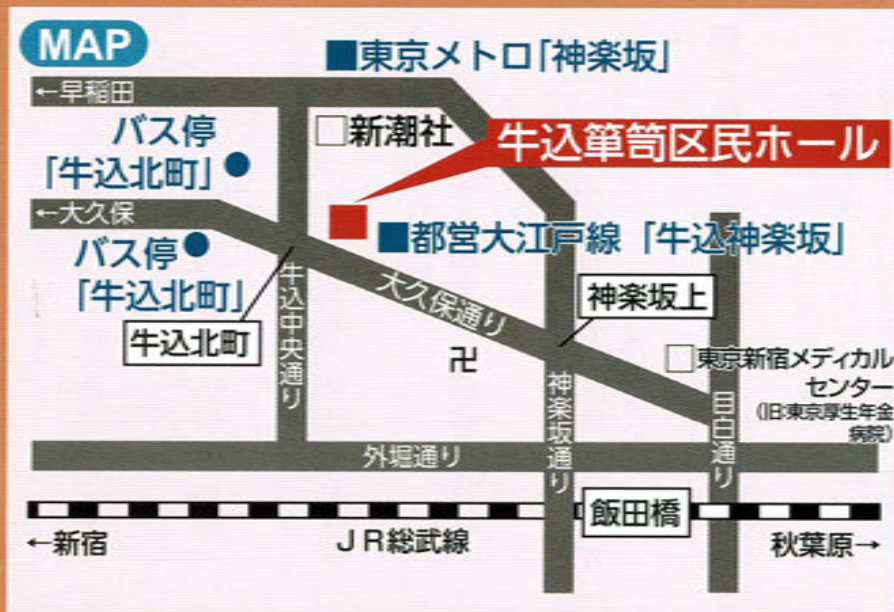 MAP
■東京メトロ「神楽坂」
←早稲田
バス停
「牛込北町」●
□新潮社
牛込簞笥区民ホール
←大久保
バス停●
「牛込北町」
■都営大江戸線「牛込神楽坂」
牛込北町
牛込中央通り
大久保通り
神楽坂上
卍
□東京新宿メディカル
センター
(旧:東京厚生年金
病院)
神楽坂通り
目白通り
外堀通り
飯田橋
←新宿
JR総武線
秋葉原→